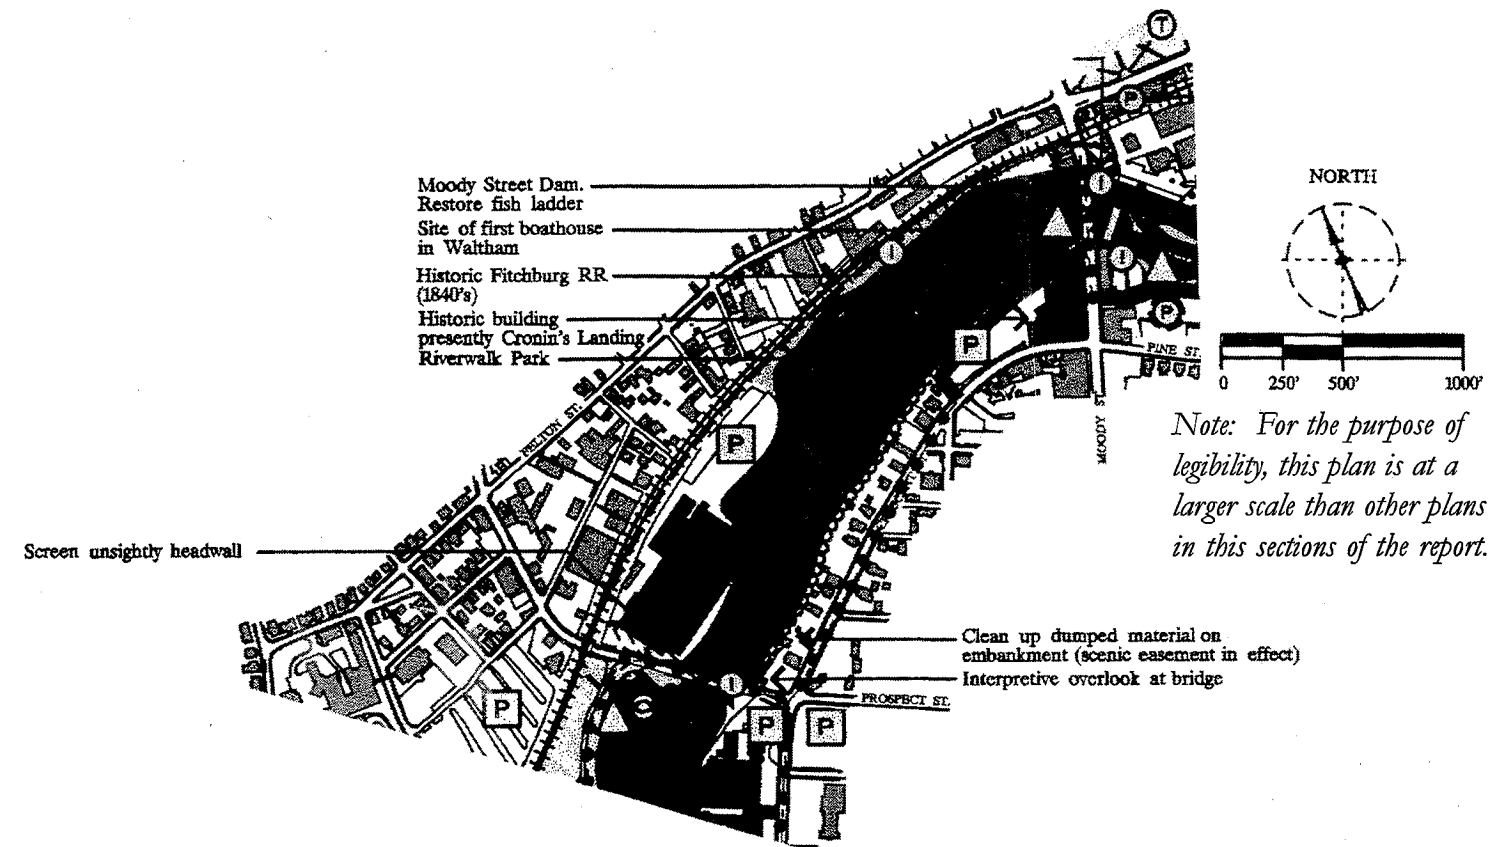 T
P
Moody Street Dam.
Restore fish ladder
I
NORTH
Site of first boathouse
in Waltham
I
I
Historic Fitchburg RR
(1840's)
P
Historic building
presently Cronin's Landing
Riverwalk Park
P
PINE ST.
0 250' 500' 1000'
MOODY ST.
FELTON ST.
P
Note: For the purpose of
legibility, this plan is at a
larger scale than other plans
in this sections of the report.
Screen unsightly headwall
Clean up dumped material on
embankment (scenic easement in effect)
Interpretive overlook at bridge
I
PROSPECT ST.
P
P
P